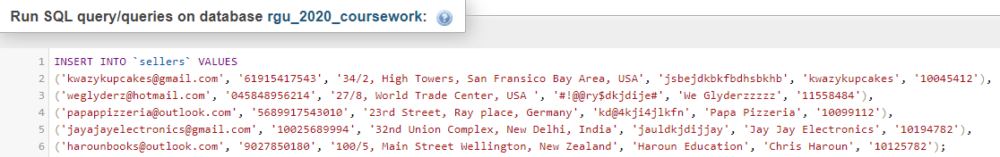 Run SQL query/queries on database rgu_2020_coursework:
1 INSERT INTO `sellers` VALUES
2 ('kwazykupcakes@gmail.com', '61915417543', '34/2, High Towers, San Fransico Bay Area, USA', 'jsbejdkbkfbdhsbkhb', 'kwazykupcakes', '10045412'),
3 ('weglyderz@hotmail.com', '045848956214', '27/8, World Trade Center, USA ', '#!@@ry$dkjdije#', 'We Glyderzzzzz', '11558484'),
4 ('papappizzeria@outlook.com', '5689917543010', '23rd Street, Ray place, Germany', 'kd@4kji4jlkfn', 'Papa Pizzeria', '10099112'),
5 ('jayajayelectronics@gmail.com', '10025689994', '32nd Union Complex, New Delhi, India', 'jauldkjdijjay', 'Jay Jay Electronics', '10194782'),
6 ('harounbooks@outlook.com', '9027850180', '100/5, Main Street Wellington, New Zealand', 'Haroun Education', 'Chris Haroun', '10125782');